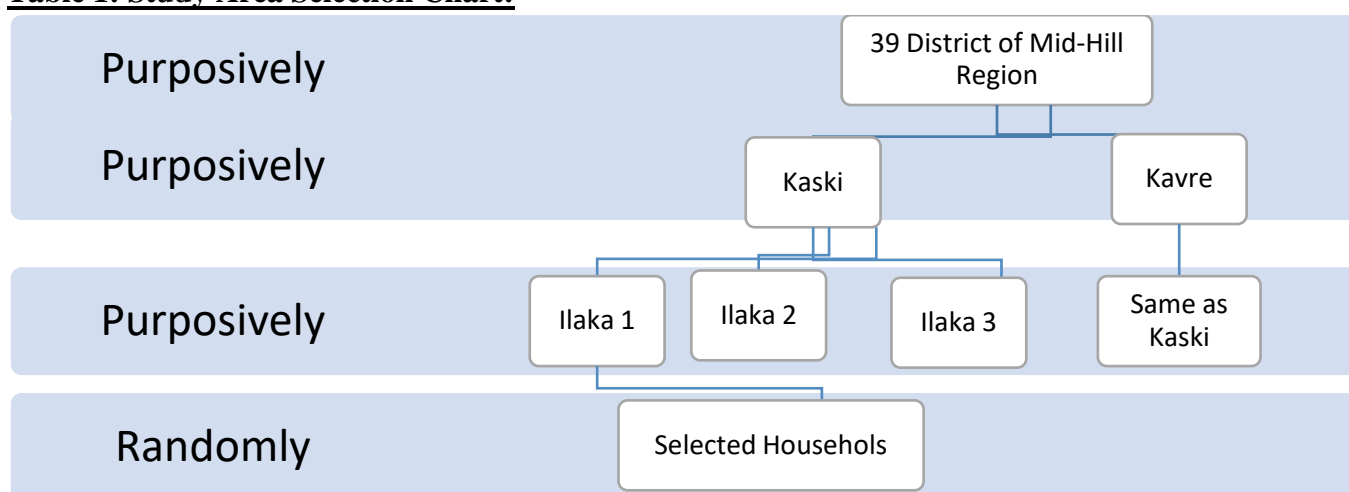 Table 1: Study Area Selection Chart:
Purposively
39 District of Mid-Hill
Region
Purposively
Kaski
Kavre
Purposively
Ilaka 1
Ilaka 2
Ilaka 3
Same as
Kaski
Randomly
Selected Househols